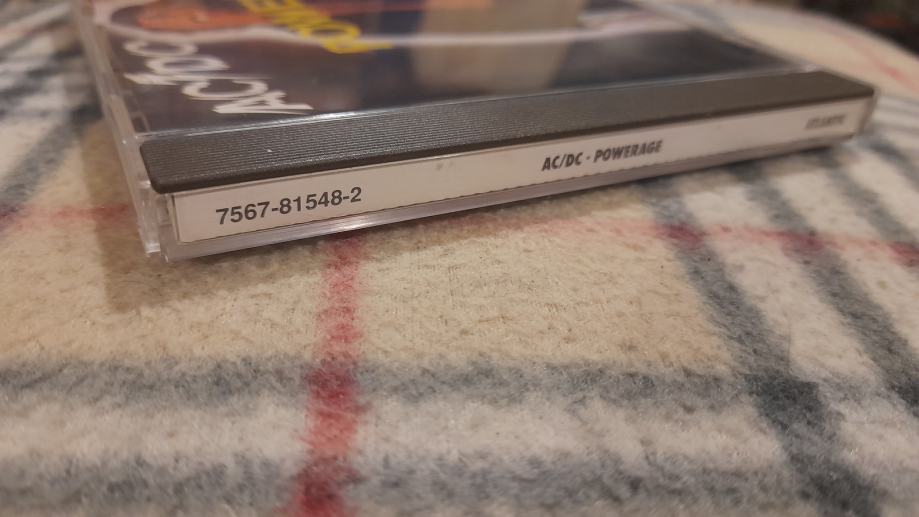 AC/DC
POWERAGE
7567-81548-2
AC/DC · POWERAGE
ATLANTIC